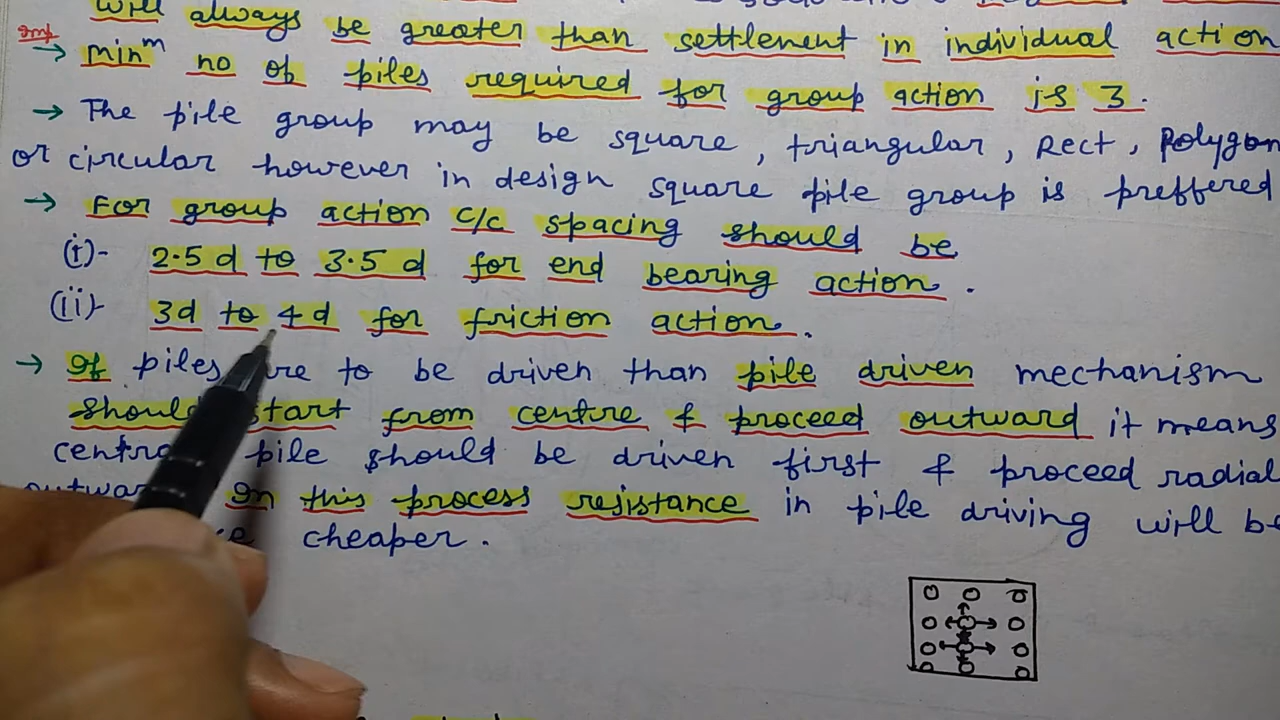 will always be greater than settlement in individual action
Imp → minᵐ no of piles required for group action is 3.
→ The pile group may be square, triangular, Rect, Polygon
or circular however in design square pile group is preffered
→ For group action c/c spacing should be
(i)- 2.5 d to 3.5 d for end bearing action.
(ii)- 3d to 4d for friction action.
→ If piles are to be driven than pile driven mechanism
should start from centre & proceed outward it means
pile should be driven first & proceed radial
In this process resistance in pile driving will be
cheaper.